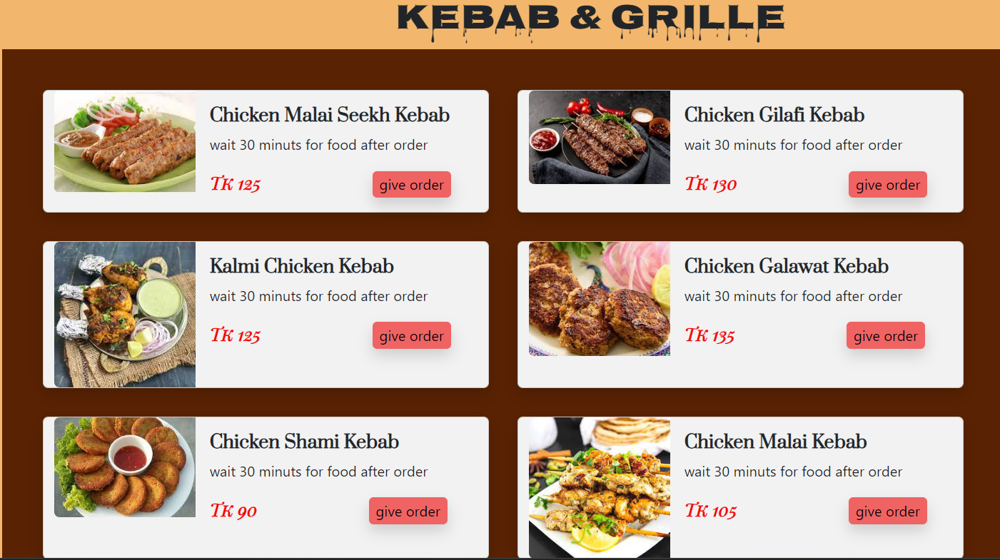 KEBAB & GRILLE
Chicken Malai Seekh Kebab
wait 30 minuts for food after order
TK 125
give order
Chicken Gilafi Kebab
wait 30 minuts for food after order
TK 130
give order
Kalmi Chicken Kebab
wait 30 minuts for food after order
TK 125
give order
Chicken Galawat Kebab
wait 30 minuts for food after order
TK 135
give order
Chicken Shami Kebab
wait 30 minuts for food after order
TK 90
give order
Chicken Malai Kebab
wait 30 minuts for food after order
TK 105
give order